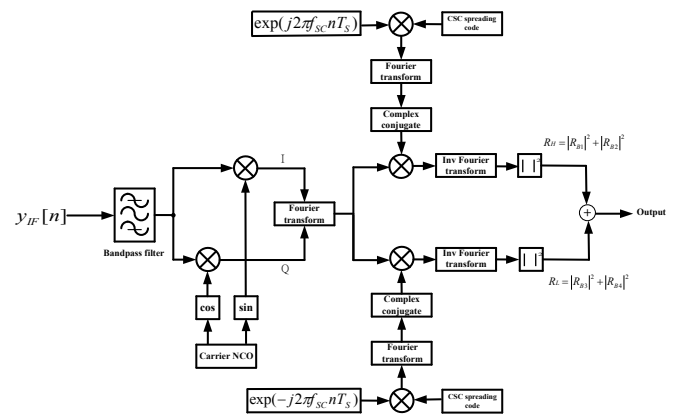 exp(j2πf_SC nT_S)
CSC spreading
code
Fourier
transform
Complex
conjugate
R_H = |R_B1|^2 + |R_B2|^2
I
Inv Fourier
transform
| |^2
y_IF[n]
Bandpass filter
Fourier
transform
+
Output
Q
Inv Fourier
transform
| |^2
R_L = |R_B3|^2 + |R_B4|^2
cos
sin
Complex
conjugate
Carrier NCO
Fourier
transform
exp(−j2πf_SC nT_S)
CSC spreading
code